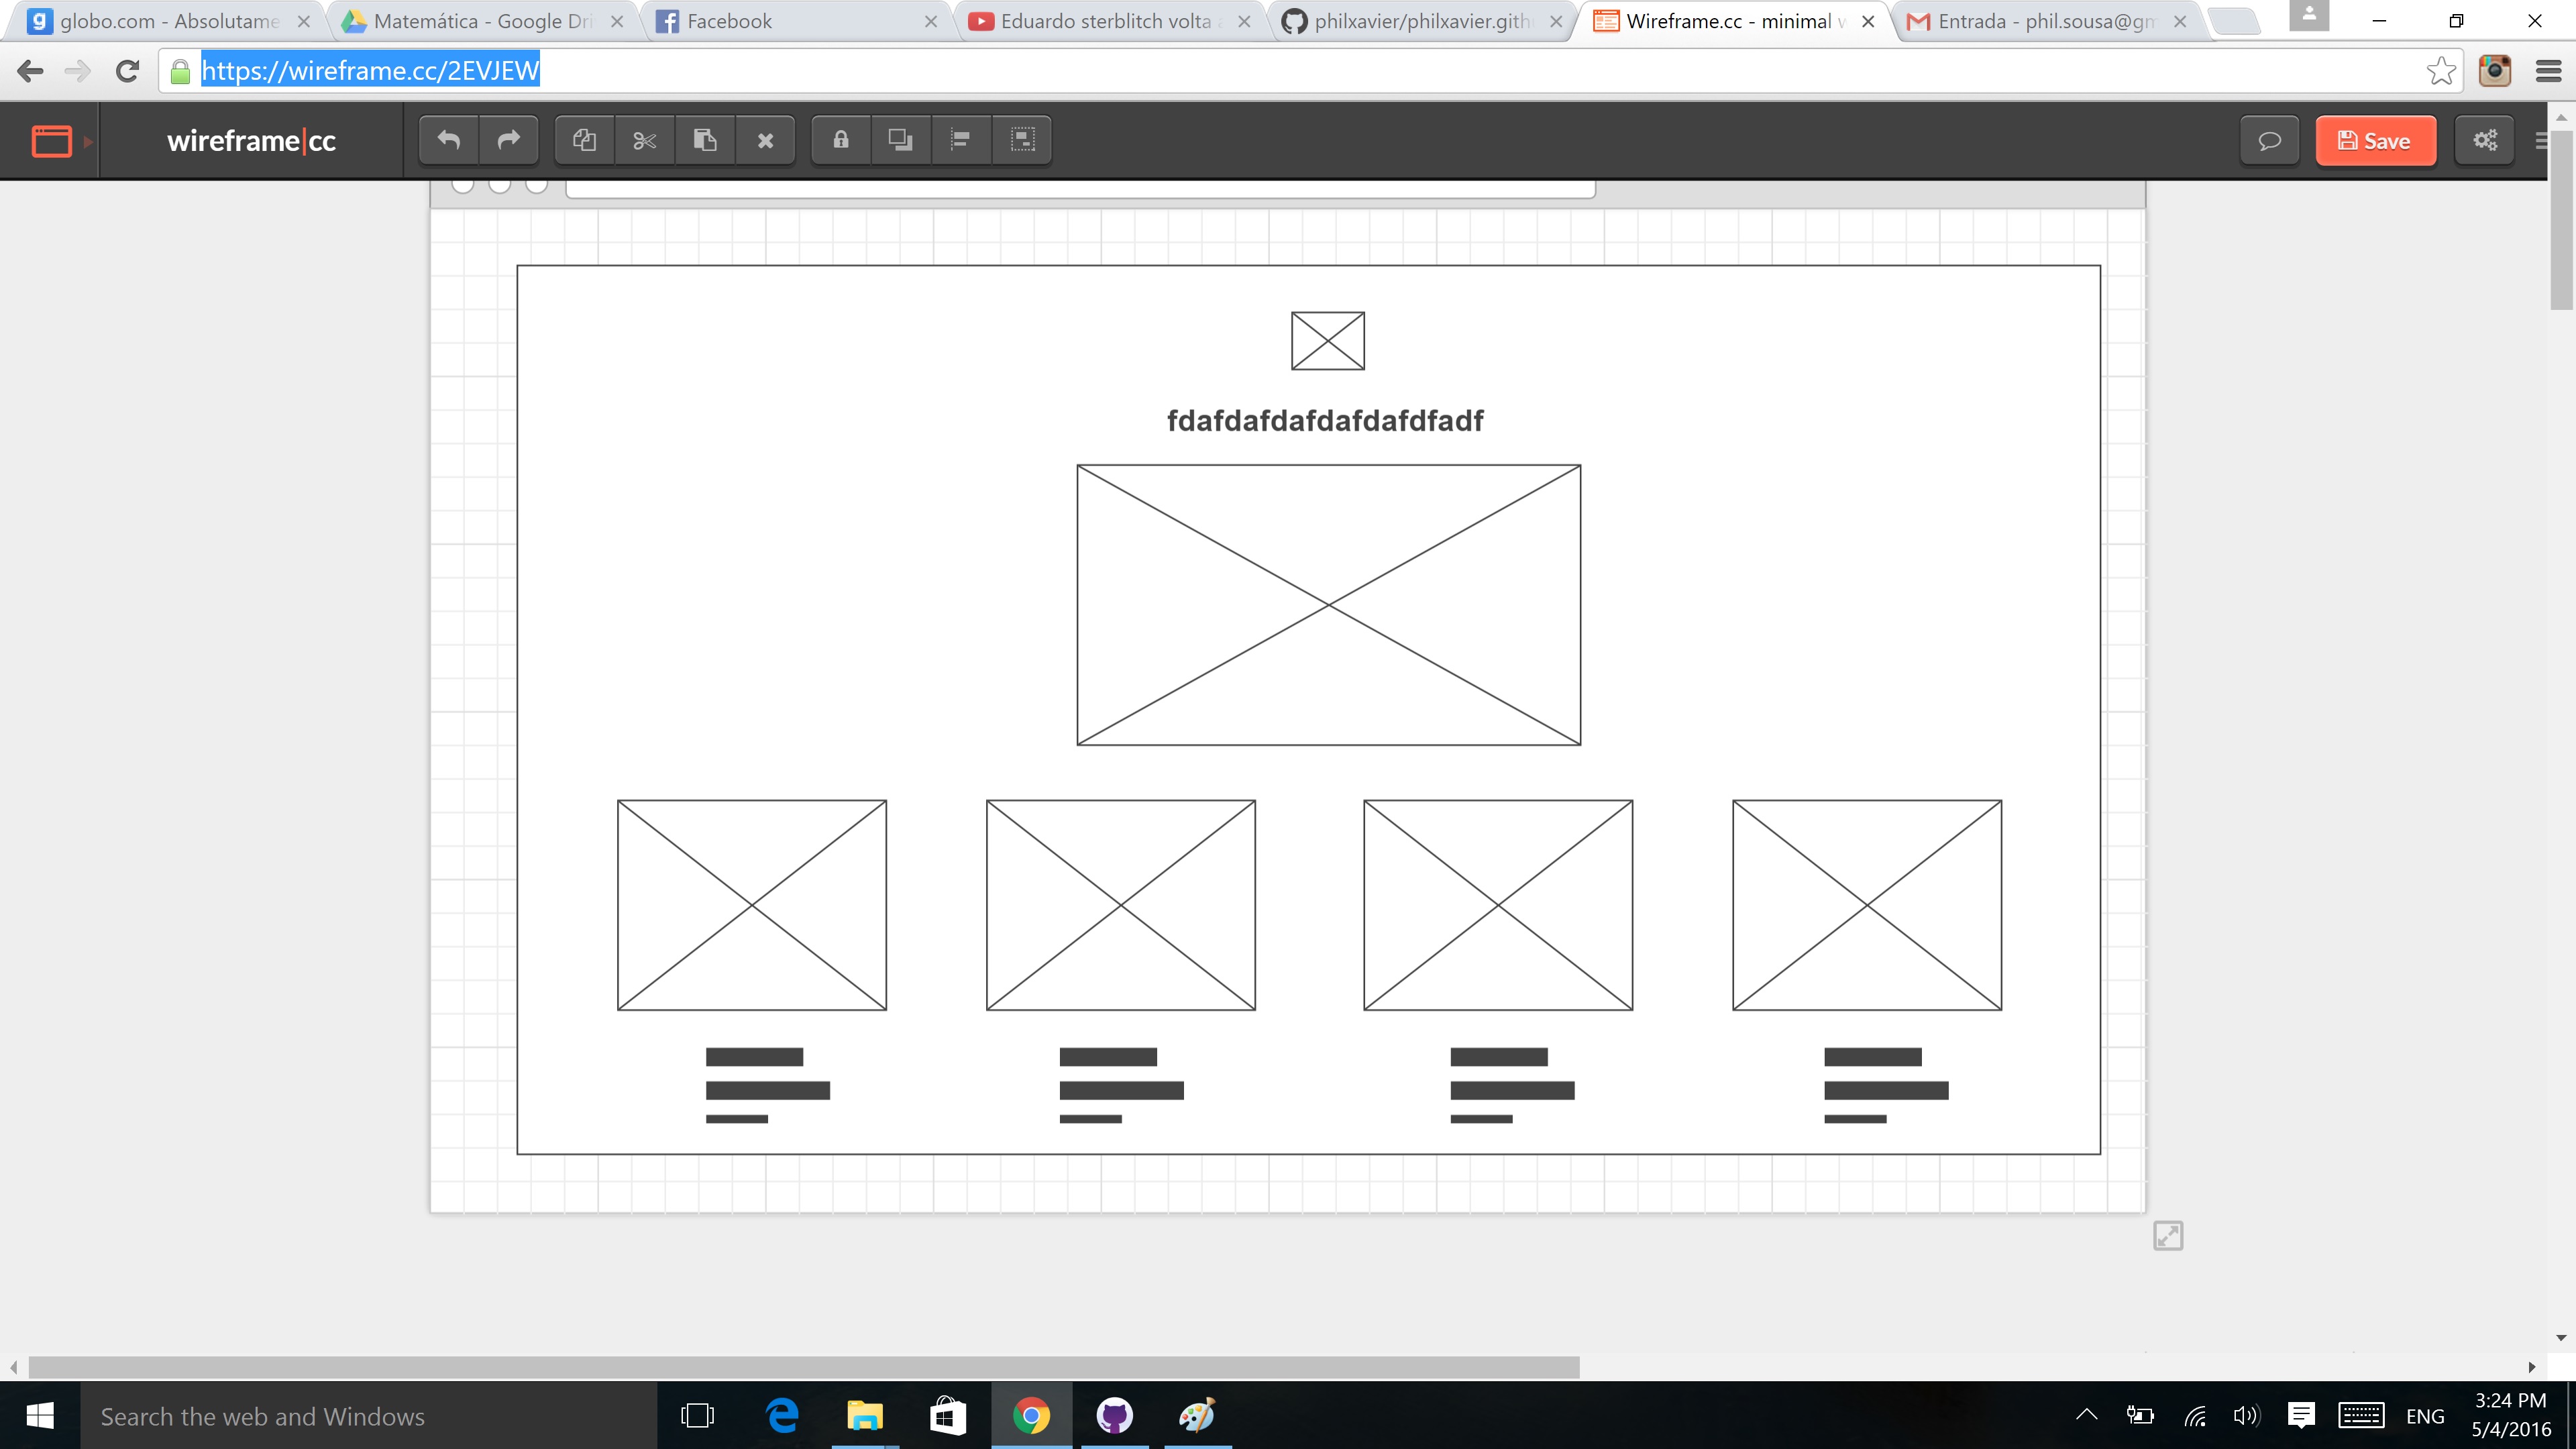 globo.com - Absolutame
Matemática - Google Dri
Facebook
Eduardo sterblitch volta a
philxavier/philxavier.gith
Wireframe.cc - minimal w
Entrada - phil.sousa@gm
https://wireframe.cc/2EVJEW
wireframe|cc
Save
fdafdafdafdafdafdfadf
Search the web and Windows
ENG
3:24 PM
5/4/2016